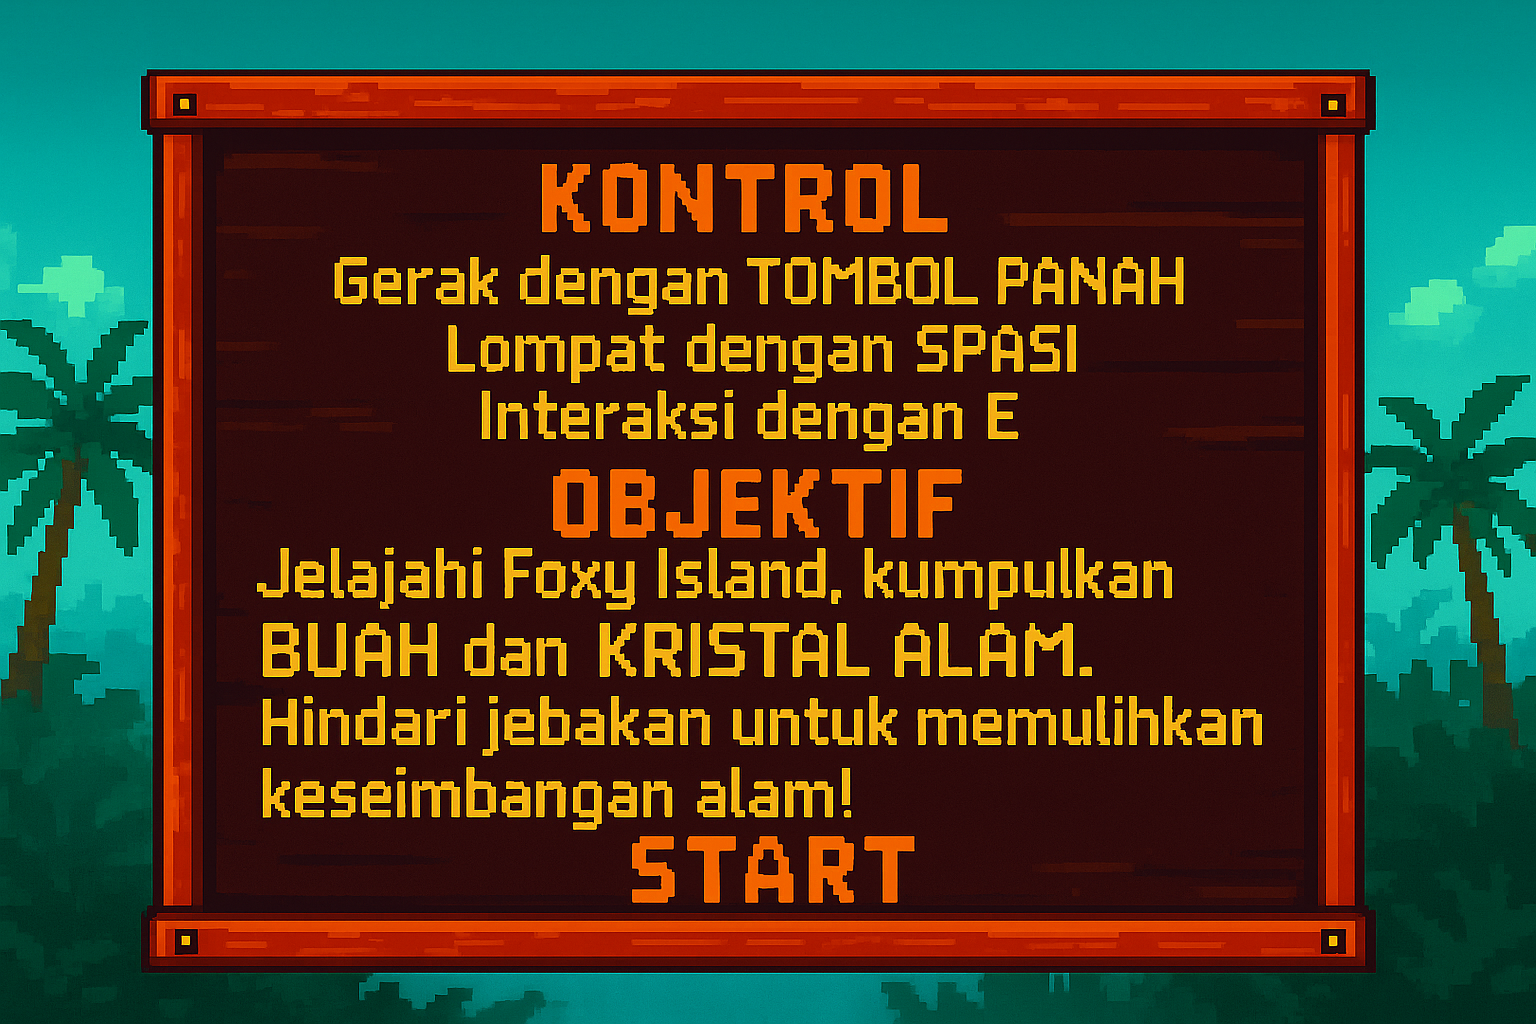 KONTROL
Gerak dengan TOMBOL PANAH
Lompat dengan SPASI
Interaksi dengan E
OBJEKTIF
Jelajahi Foxy Island, kumpulkan
BUAH dan KRISTAL ALAM.
Hindari jebakan untuk memulihkan
keseimbangan alam!
START